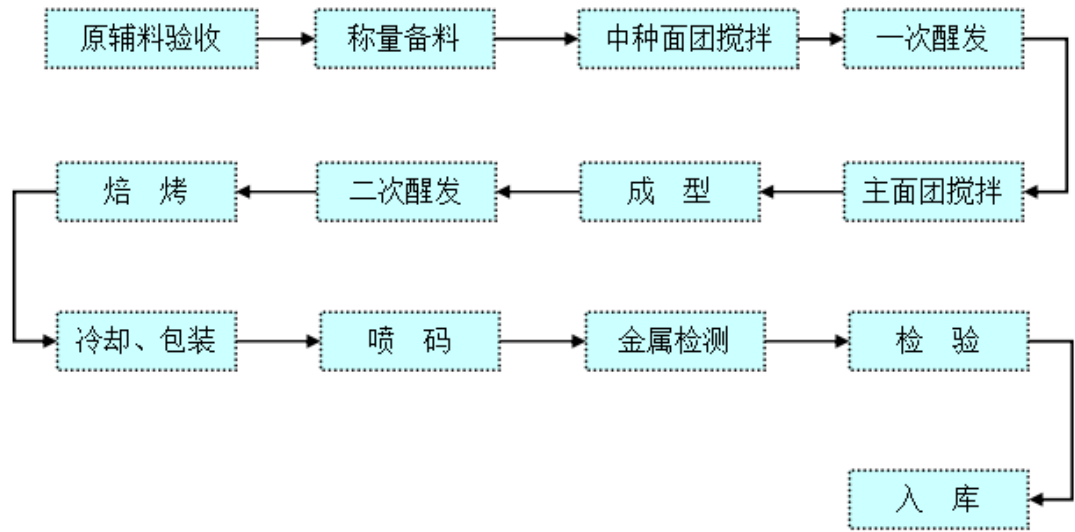 原辅料验收
称量备料
中种面团搅拌
一次醒发
主面团搅拌
成 型
二次醒发
焙 烤
冷却、包装
喷 码
金属检测
检 验
入 库